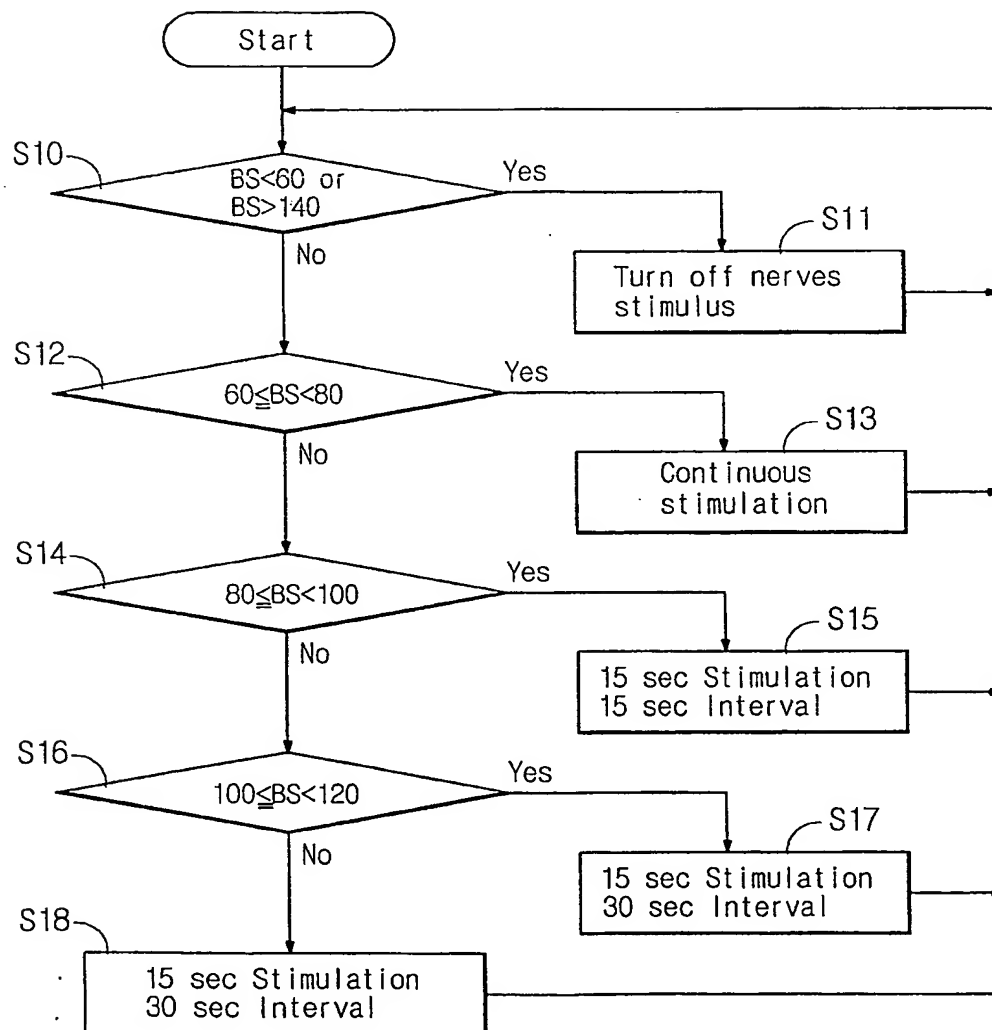 Start
S10
BS<60 or
BS>140
Yes
No
S11
Turn off nerves
stimulus
S12
60≦BS<80
Yes
No
S13
Continuous
stimulation
S14
80≦BS<100
Yes
No
S15
15 sec Stimulation
15 sec Interval
S16
100≦BS<120
Yes
No
S17
15 sec Stimulation
30 sec Interval
S18
15 sec Stimulation
30 sec Interval